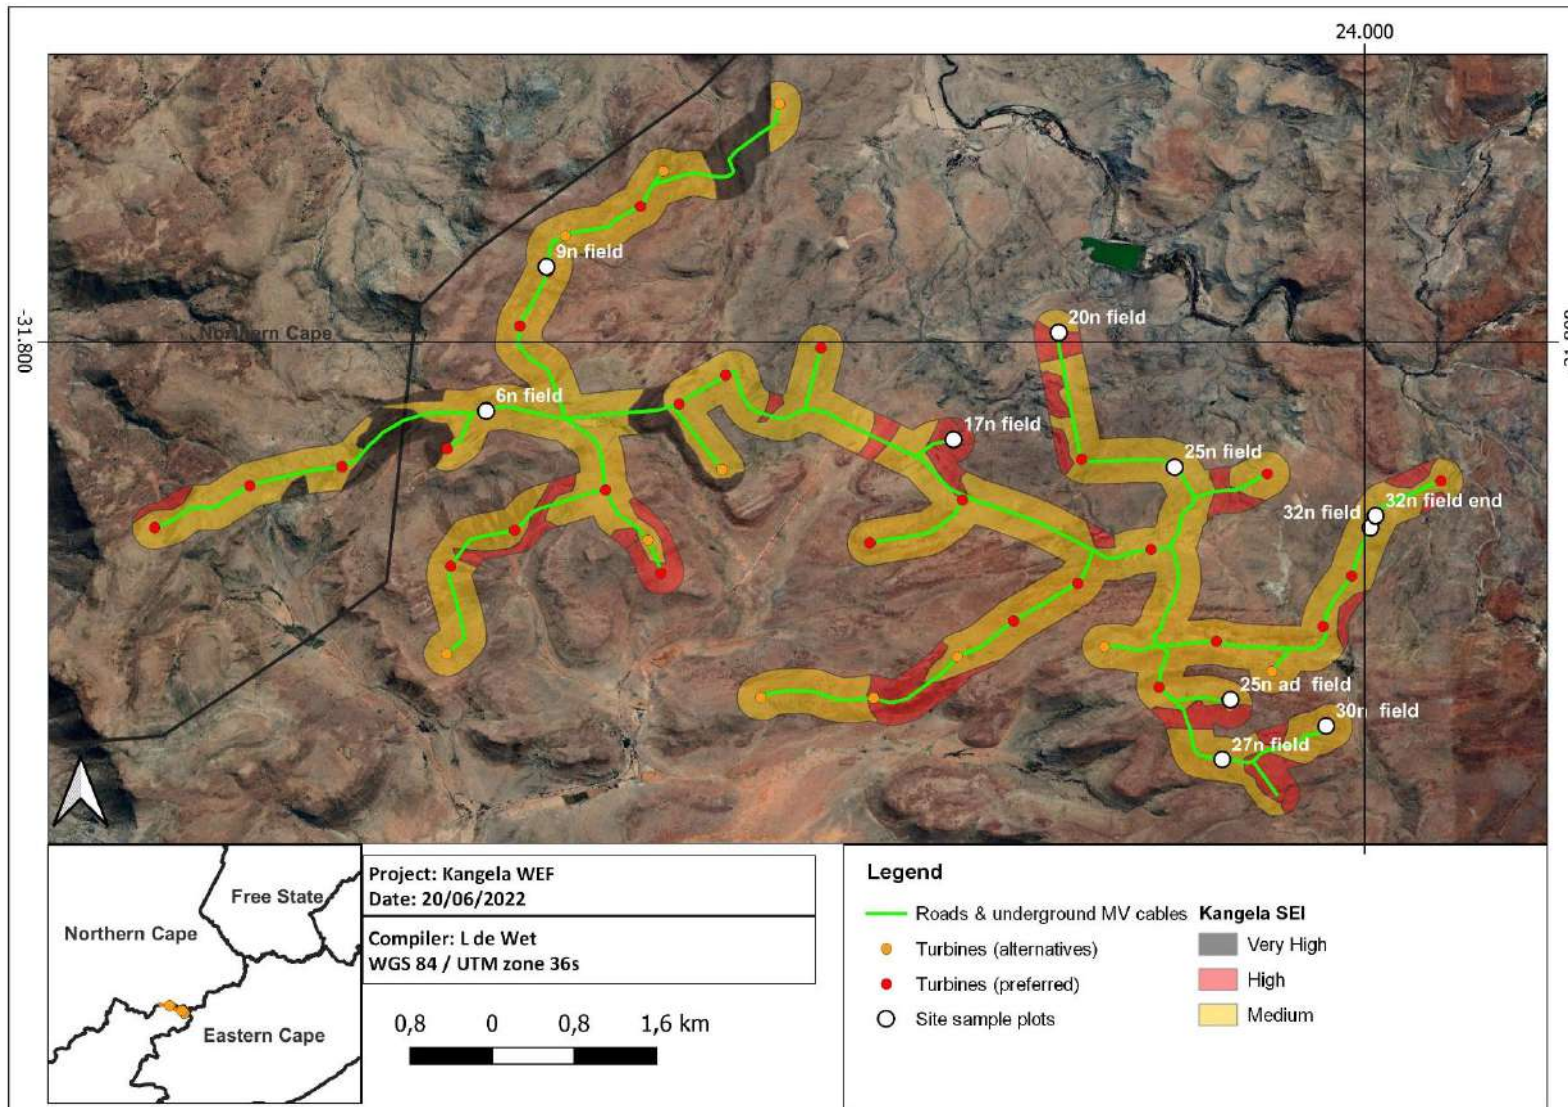 24.000
-31.800
Northern Cape
9n field
20n field
6n field
17n field
25n field
32n field
32n field end
25n ad field
30n field
27n field
Northern Cape
Free State
Eastern Cape
Project: Kangela WEF
Date: 20/06/2022
Compiler: L de Wet
WGS 84 / UTM zone 36s
0,8 0 0,8 1,6 km
Legend
Roads & underground MV cables
Turbines (alternatives)
Turbines (preferred)
Site sample plots
Kangela SEI
Very High
High
Medium